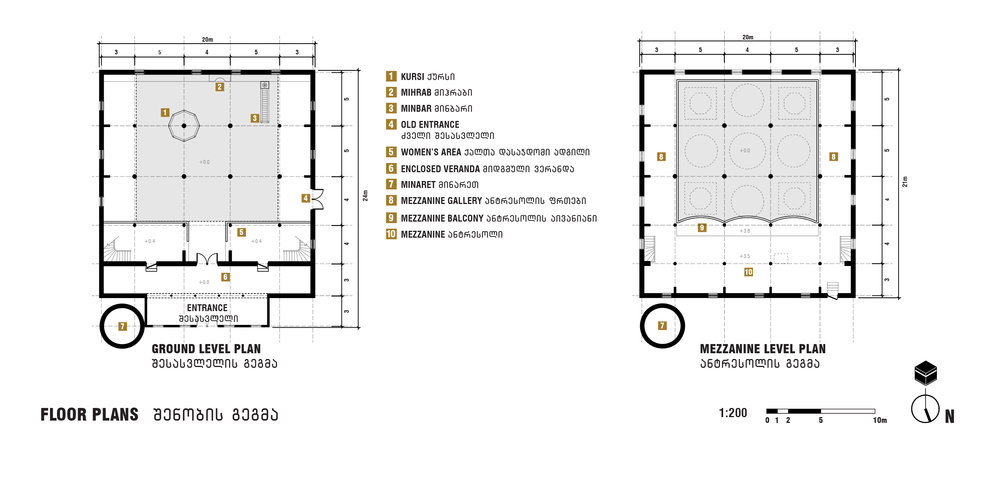 20m
3 5 4 5 3
5
5
4
4
3
3
24m
1
2
3
4
5
6
7
+0.0
+0.4
+0.4
+0.0
ENTRANCE
შესასვლელი
GROUND LEVEL PLAN
შესასვლელის გეგმა
1 KURSI ქურსი
2 MIHRAB მიჰრაბი
3 MINBAR მინბარი
4 OLD ENTRANCE
ძველი შესასვლელი
5 WOMEN'S AREA ქალთა დასაჯდომი ადგილი
6 ENCLOSED VERANDA მიდგმული ვერანდა
7 MINARET მინარეთ
8 MEZZANINE GALLERY ანტრესოლის ფრთები
9 MEZZANINE BALCONY ანტრესოლის აივანიანი
10 MEZZANINE ანტრესოლი
20m
3 5 4 5 3
5
5
4
4
3
21m
8
8
9
10
7
+0.0
+3.8
+3.5
MEZZANINE LEVEL PLAN
ანტრესოლის გეგმა
FLOOR PLANS შენობის გეგმა
1:200
0 1 2 5 10m
N